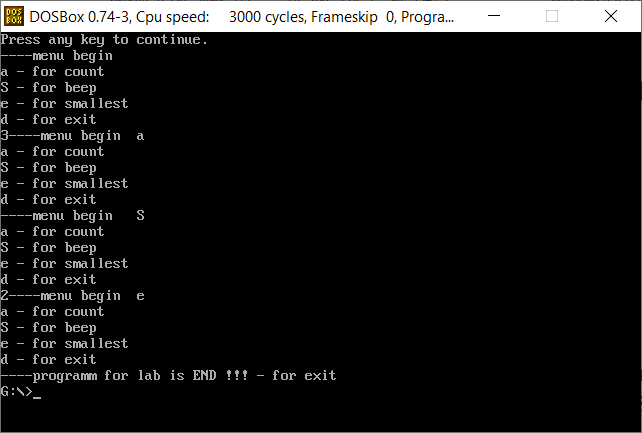 DOSBox 0.74-3, Cpu speed: 3000 cycles, Frameskip 0, Progra...
Press any key to continue.
----menu begin
a - for count
S - for beep
e - for smallest
d - for exit
3----menu begin  a
a - for count
S - for beep
e - for smallest
d - for exit
----menu begin   S
a - for count
S - for beep
e - for smallest
d - for exit
2----menu begin  e
a - for count
S - for beep
e - for smallest
d - for exit
----programm for lab is END !!! - for exit
G:\>_